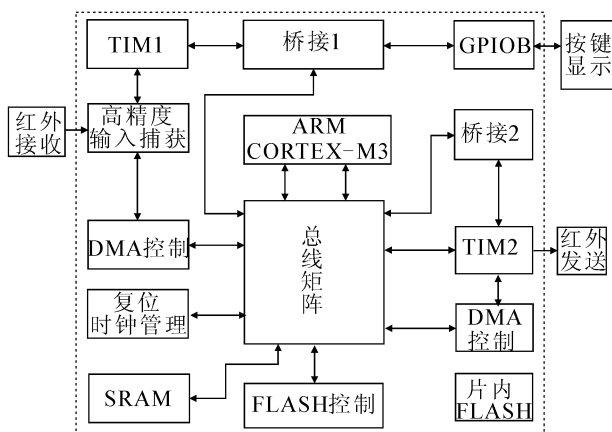 TIM1
桥接1
GPIOB
按键
显示
红外
接收
高精度
输入捕获
ARM
CORTEX-M3
桥接2
DMA控制
总
线
矩
阵
TIM2
红外
发送
复位
时钟管理
DMA
控制
SRAM
FLASH控制
片内
FLASH